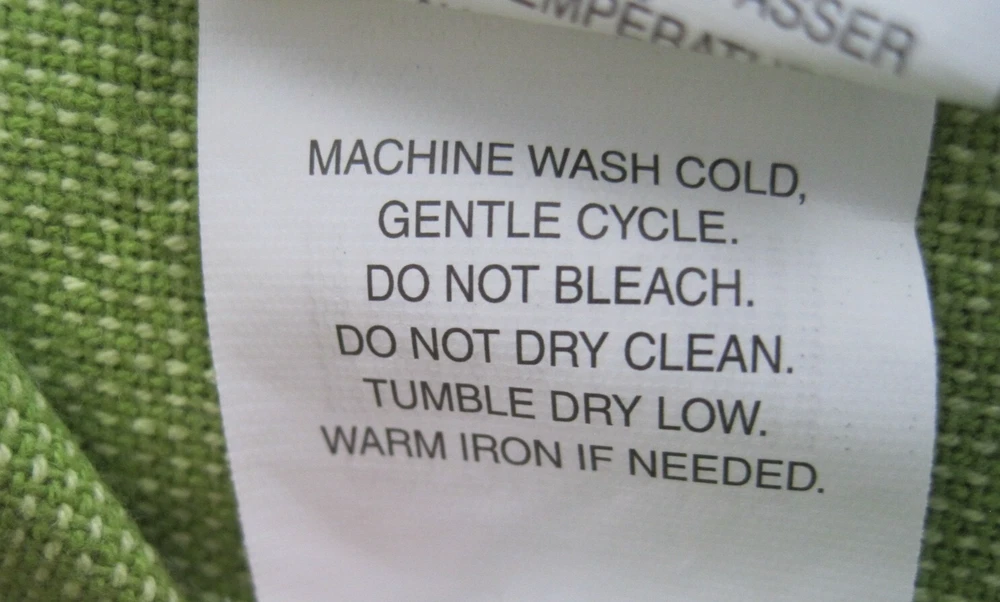 ASSER
MACHINE WASH COLD,
GENTLE CYCLE.
DO NOT BLEACH.
DO NOT DRY CLEAN.
TUMBLE DRY LOW.
WARM IRON IF NEEDED.